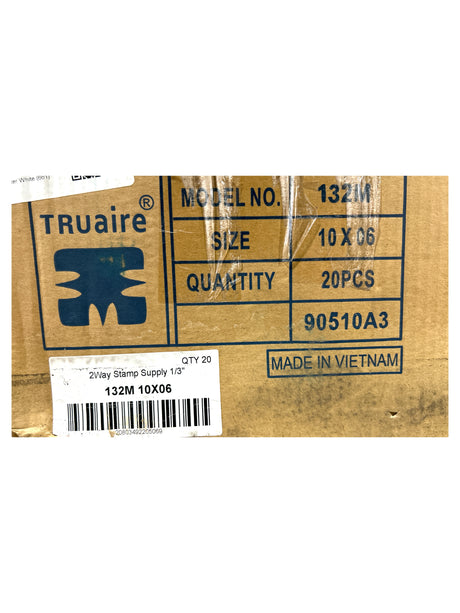 TRUaire®
MODEL NO. 132M
SIZE 10 X 06
QUANTITY 20PCS
90510A3
MADE IN VIETNAM
QTY 20
2Way Stamp Supply 1/3"
132M 10X06
20803492205069